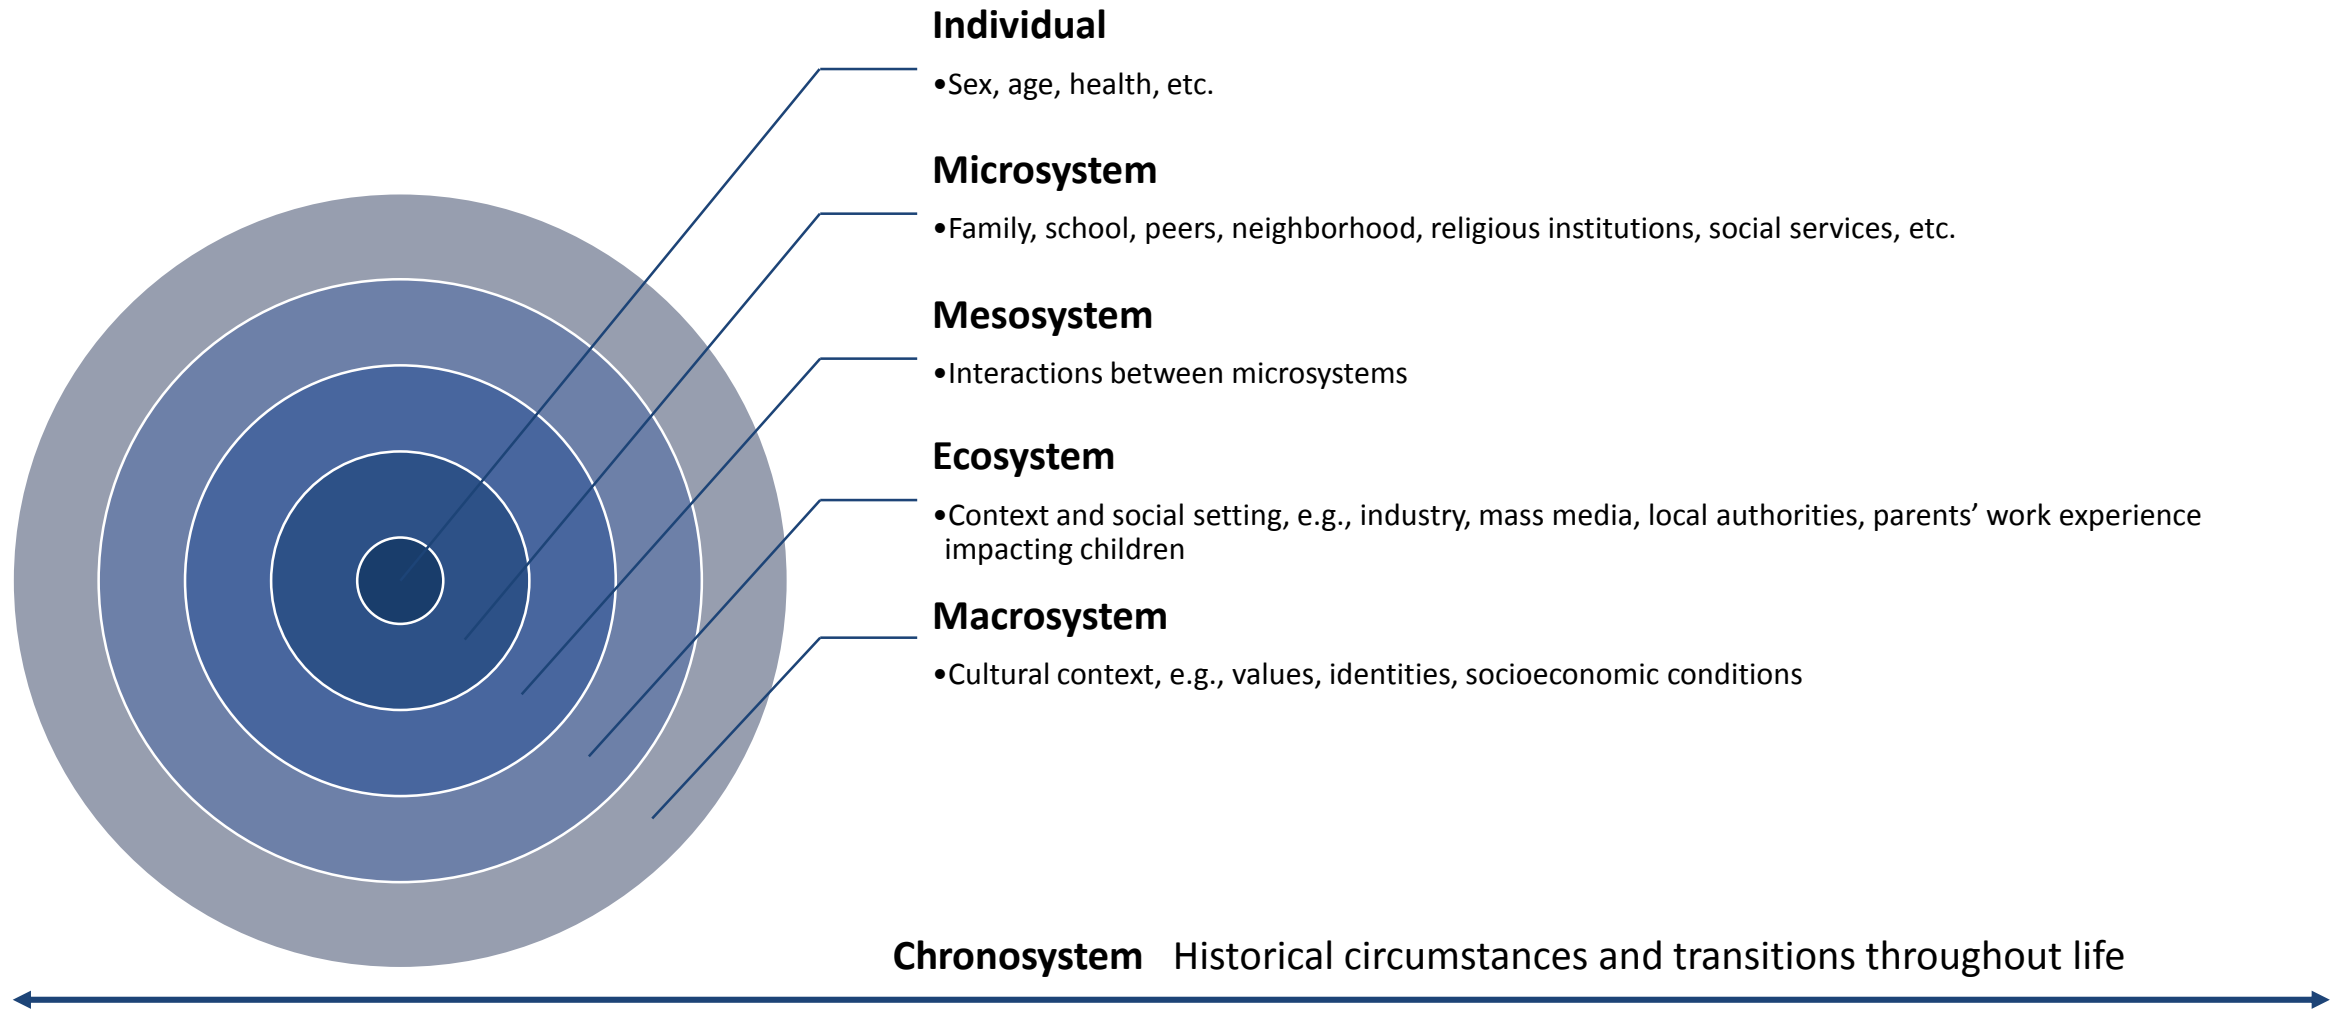 Individual
•Sex, age, health, etc.
Microsystem
•Family, school, peers, neighborhood, religious institutions, social services, etc.
Mesosystem
•Interactions between microsystems
Ecosystem
•Context and social setting, e.g., industry, mass media, local authorities, parents’ work experience
impacting children
Macrosystem
•Cultural context, e.g., values, identities, socioeconomic conditions
Chronosystem Historical circumstances and transitions throughout life